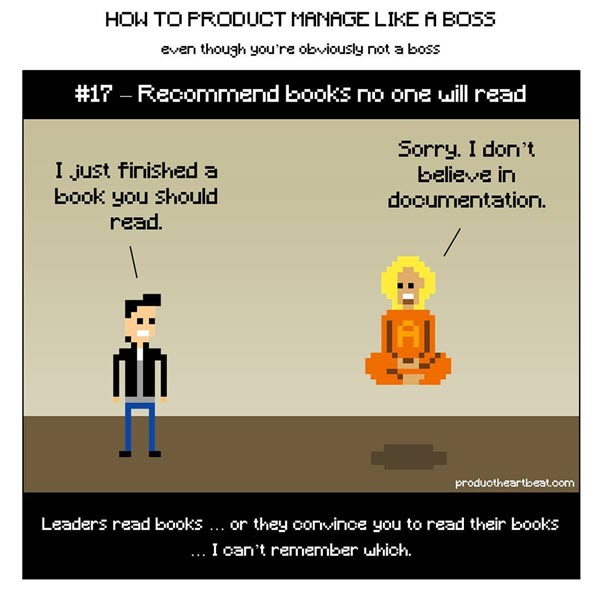 HOW TO PRODUCT MANAGE LIKE A BOSS
even though you're obviously not a boss
#17 – Recommend books no one will read
I just finished a
book you should
read.
Sorry. I don't
believe in
documentation.
A
productheartbeat.com
Leaders read books ... or they convince you to read their books
... I can't remember which.